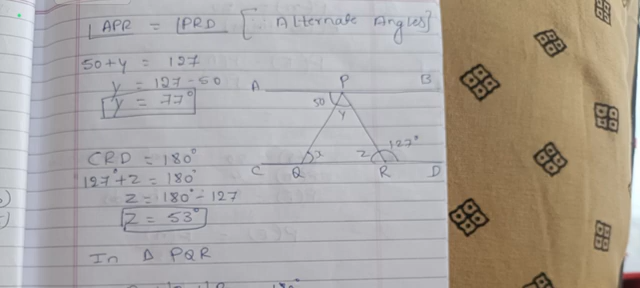 ∠APR = ∠PRD [∵ Alternate Angles]
50+y = 127
y = 127-50
y = 77°
A P B
50
y
127°
x z
C Q R D
CRD = 180°
127°+z = 180°
z = 180°-127
z = 53°
In Δ PQR